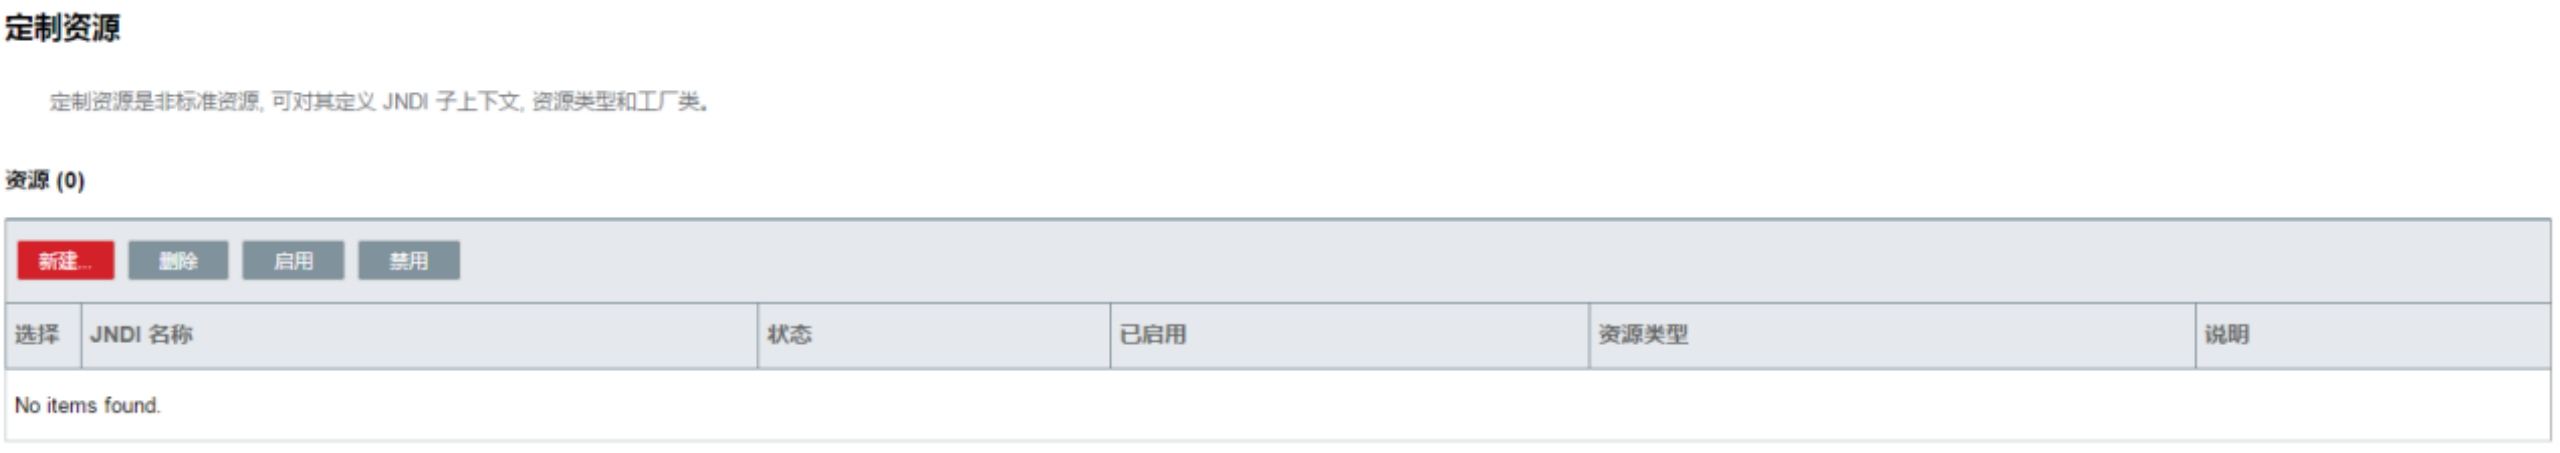 定制资源
定制资源是非标准资源, 可对其定义 JNDI 子上下文, 资源类型和工厂类。
资源 (0)
新建... 删除 启用 禁用
选择 JNDI 名称 状态 已启用 资源类型 说明
No items found.